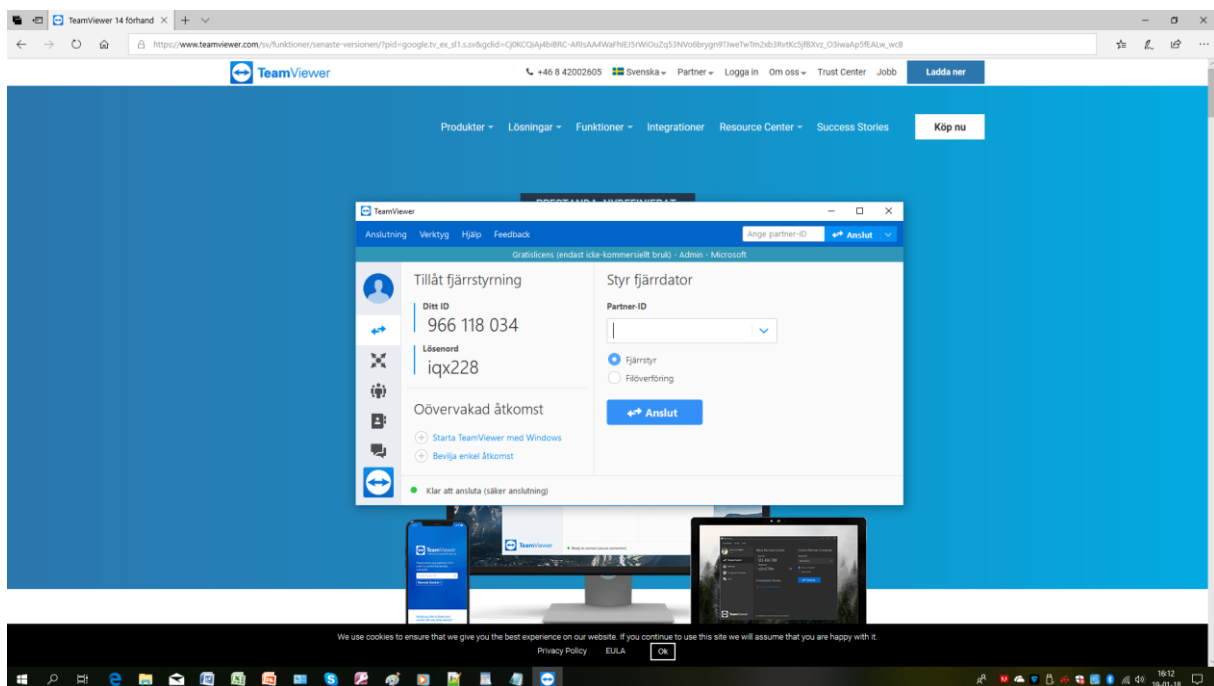 TeamViewer 14 förhand
https://www.teamviewer.com/sv/funktioner/senaste-versionen/?pid=google.tv_ex_sl1.s.sv&gclid=
TeamViewer
+46 8 42002605 Svenska Partner Logga in Om oss Trust Center Jobb Ladda ner
Produkter Lösningar Funktioner Integrationer Resource Center Success Stories Köp nu
TeamViewer
Anslutning Verktyg Hjälp Feedback Ange partner-ID Anslut
Gratislicens (endast icke-kommersiellt bruk) - Admin - Microsoft
Tillåt fjärrstyrning
Ditt ID
966 118 034
Lösenord
iqx228
Oövervakad åtkomst
Starta TeamViewer med Windows
Bevilja enkel åtkomst
Styr fjärrdator
Partner-ID
Fjärrstyr
Filöverföring
Anslut
Klar att ansluta (säker anslutning)
TeamViewer
TeamViewer
We use cookies to ensure that we give you the best experience on our website. If you continue to use this site we will assume that you are happy with it.
Privacy Policy EULA Ok
16:12
19-01-18